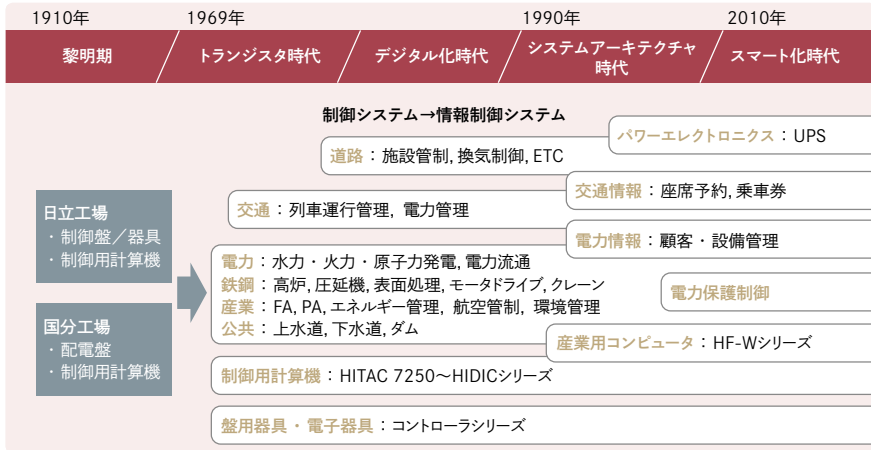 1910年
1969年
1990年
2010年
黎明期
トランジスタ時代
デジタル化時代
システムアーキテクチャ
時代
スマート化時代
制御システム→情報制御システム
パワーエレクトロニクス：UPS
道路：施設管制, 換気制御, ETC
交通情報：座席予約, 乗車券
交通：列車運行管理, 電力管理
電力情報：顧客・設備管理
日立工場
・制御盤／器具
・制御用計算機
国分工場
・配電盤
・制御用計算機
電力：水力・火力・原子力発電, 電力流通
鉄鋼：高炉, 圧延機, 表面処理, モータドライブ, クレーン
産業：FA, PA, エネルギー管理, 航空管制, 環境管理
公共：上水道, 下水道, ダム
電力保護制御
産業用コンピュータ：HF-Wシリーズ
制御用計算機：HITAC 7250～HIDICシリーズ
盤用器具・電子器具：コントローラシリーズ